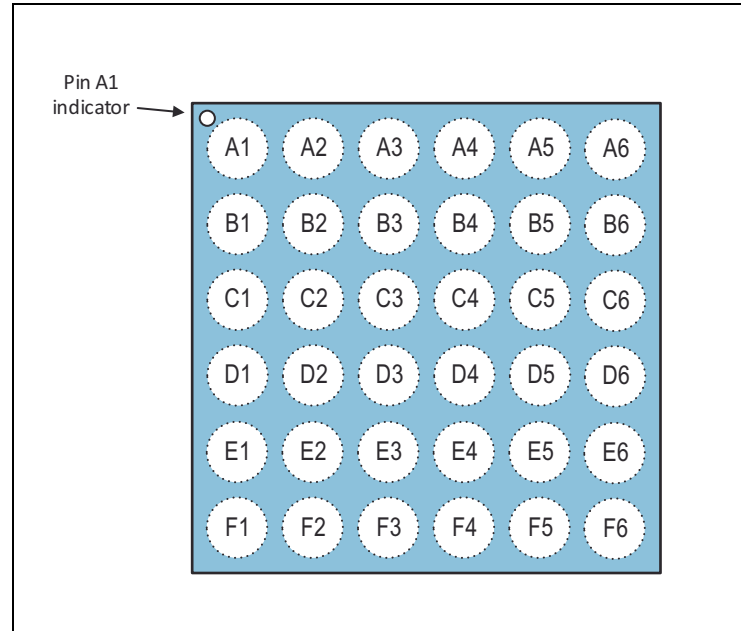 Pin A1
indicator
A1 A2 A3 A4 A5 A6
B1 B2 B3 B4 B5 B6
C1 C2 C3 C4 C5 C6
D1 D2 D3 D4 D5 D6
E1 E2 E3 E4 E5 E6
F1 F2 F3 F4 F5 F6